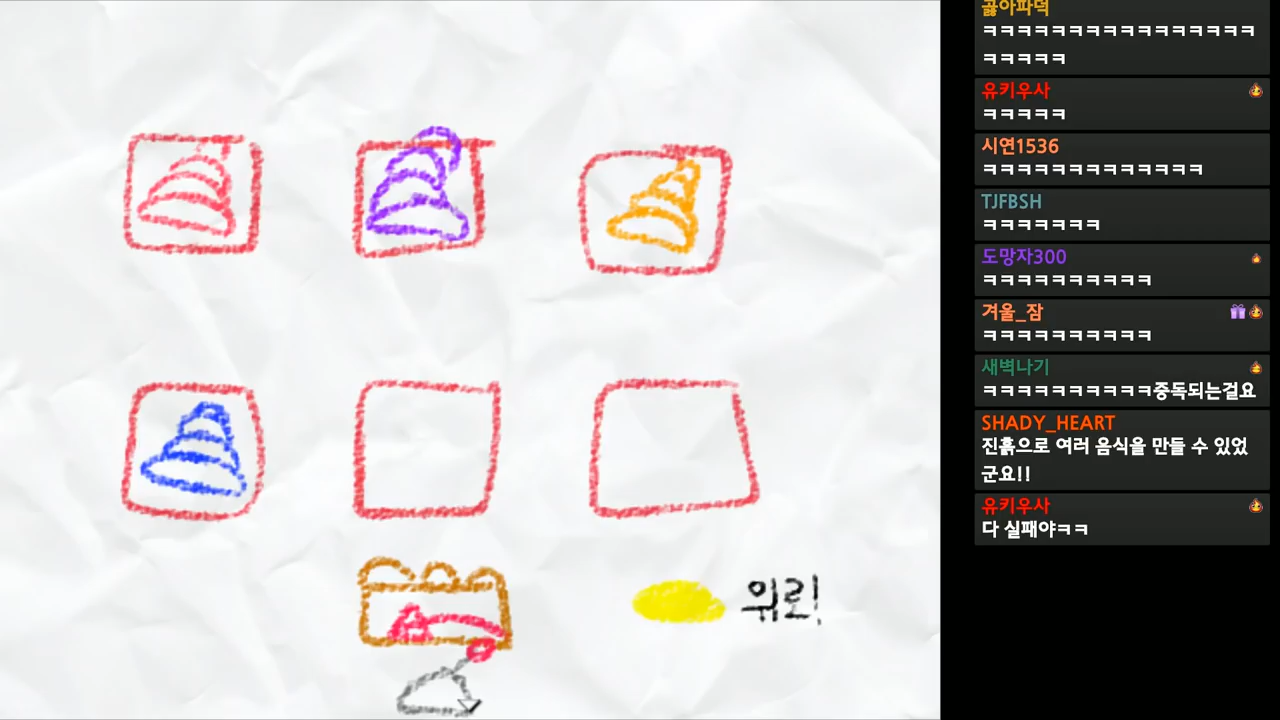 위로!
곯아파덕
ㅋㅋㅋㅋㅋㅋㅋㅋㅋㅋㅋㅋㅋㅋㅋㅋ
ㅋㅋㅋㅋㅋ
유키우사
ㅋㅋㅋㅋㅋ
시연1536
ㅋㅋㅋㅋㅋㅋㅋㅋㅋㅋㅋㅋㅋ
TJFBSH
ㅋㅋㅋㅋㅋㅋㅋ
도망자300
ㅋㅋㅋㅋㅋㅋㅋㅋㅋㅋ
겨울_잠
ㅋㅋㅋㅋㅋㅋㅋㅋㅋㅋ
새벽나기
ㅋㅋㅋㅋㅋㅋㅋㅋㅋㅋ중독되는걸요
SHADY_HEART
진흙으로 여러 음식을 만들 수 있었
군요!!
유키우사
다 실패야ㅋㅋ